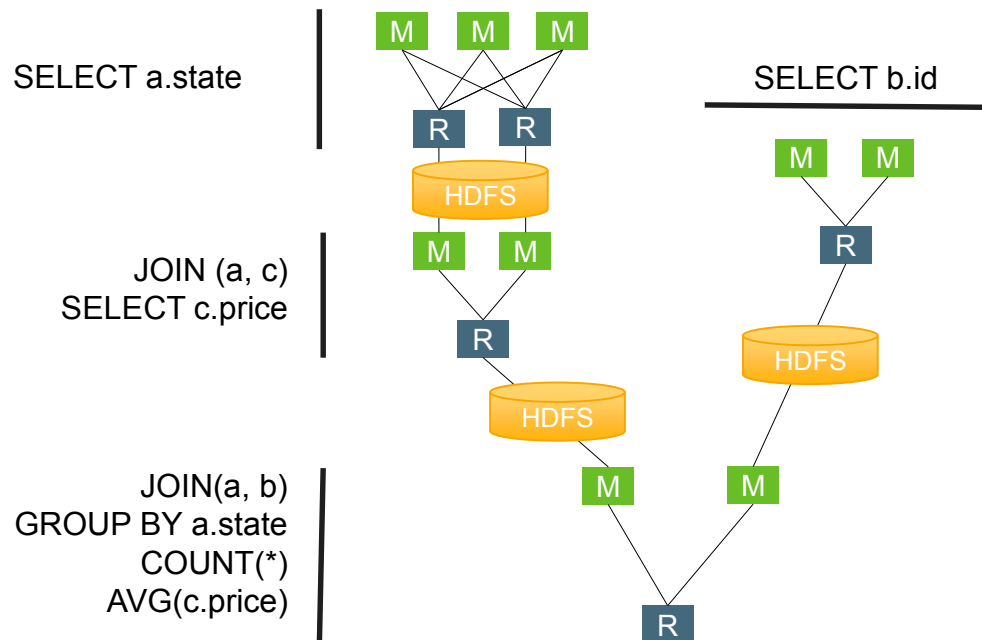 M M M
SELECT a.state
SELECT b.id
R R
M M
HDFS
M M
R
JOIN (a, c)
SELECT c.price
R
HDFS
HDFS
M M
JOIN(a, b)
GROUP BY a.state
COUNT(*)
AVG(c.price)
R